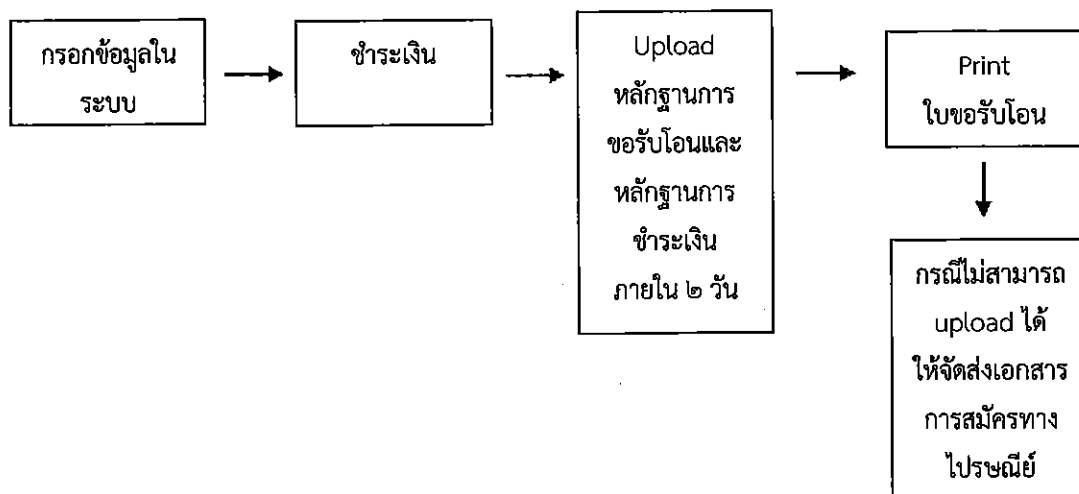 กรอกข้อมูลใน
ระบบ
ชำระเงิน
Upload
หลักฐานการ
ขอรับโอนและ
หลักฐานการ
ชำระเงิน
ภายใน ๒ วัน
Print
ใบขอรับโอน
กรณีไม่สามารถ
upload ได้
ให้จัดส่งเอกสาร
การสมัครทาง
ไปรษณีย์